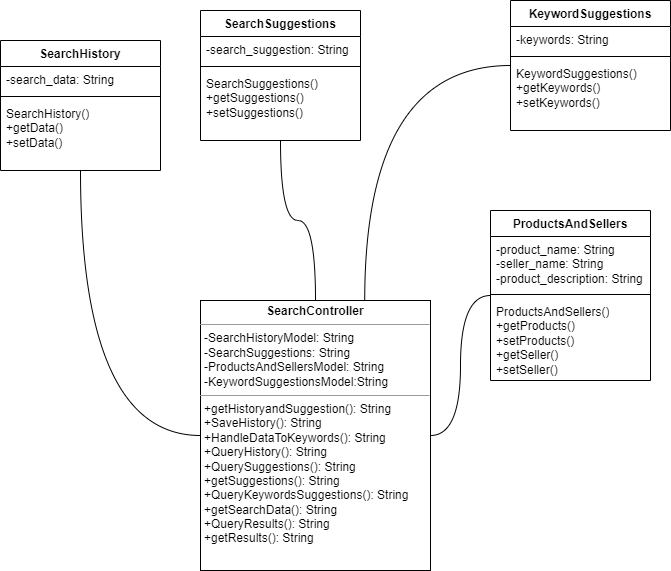 SearchHistory
-search_data: String
SearchHistory()
+getData()
+setData()
SearchSuggestions
-search_suggestion: String
SearchSuggestions()
+getSuggestions()
+setSuggestions()
KeywordSuggestions
-keywords: String
KeywordSuggestions()
+getKeywords()
+setKeywords()
ProductsAndSellers
-product_name: String
-seller_name: String
-product_description: String
ProductsAndSellers()
+getProducts()
+setProducts()
+getSeller()
+setSeller()
SearchController
-SearchHistoryModel: String
-SearchSuggestions: String
-ProductsAndSellersModel: String
-KeywordSuggestionsModel:String
+getHistoryandSuggestion(): String
+SaveHistory(): String
+HandleDataToKeywords(): String
+QueryHistory(): String
+QuerySuggestions(): String
+getSuggestions(): String
+QueryKeywordsSuggestions(): String
+getSearchData(): String
+QueryResults(): String
+getResults(): String